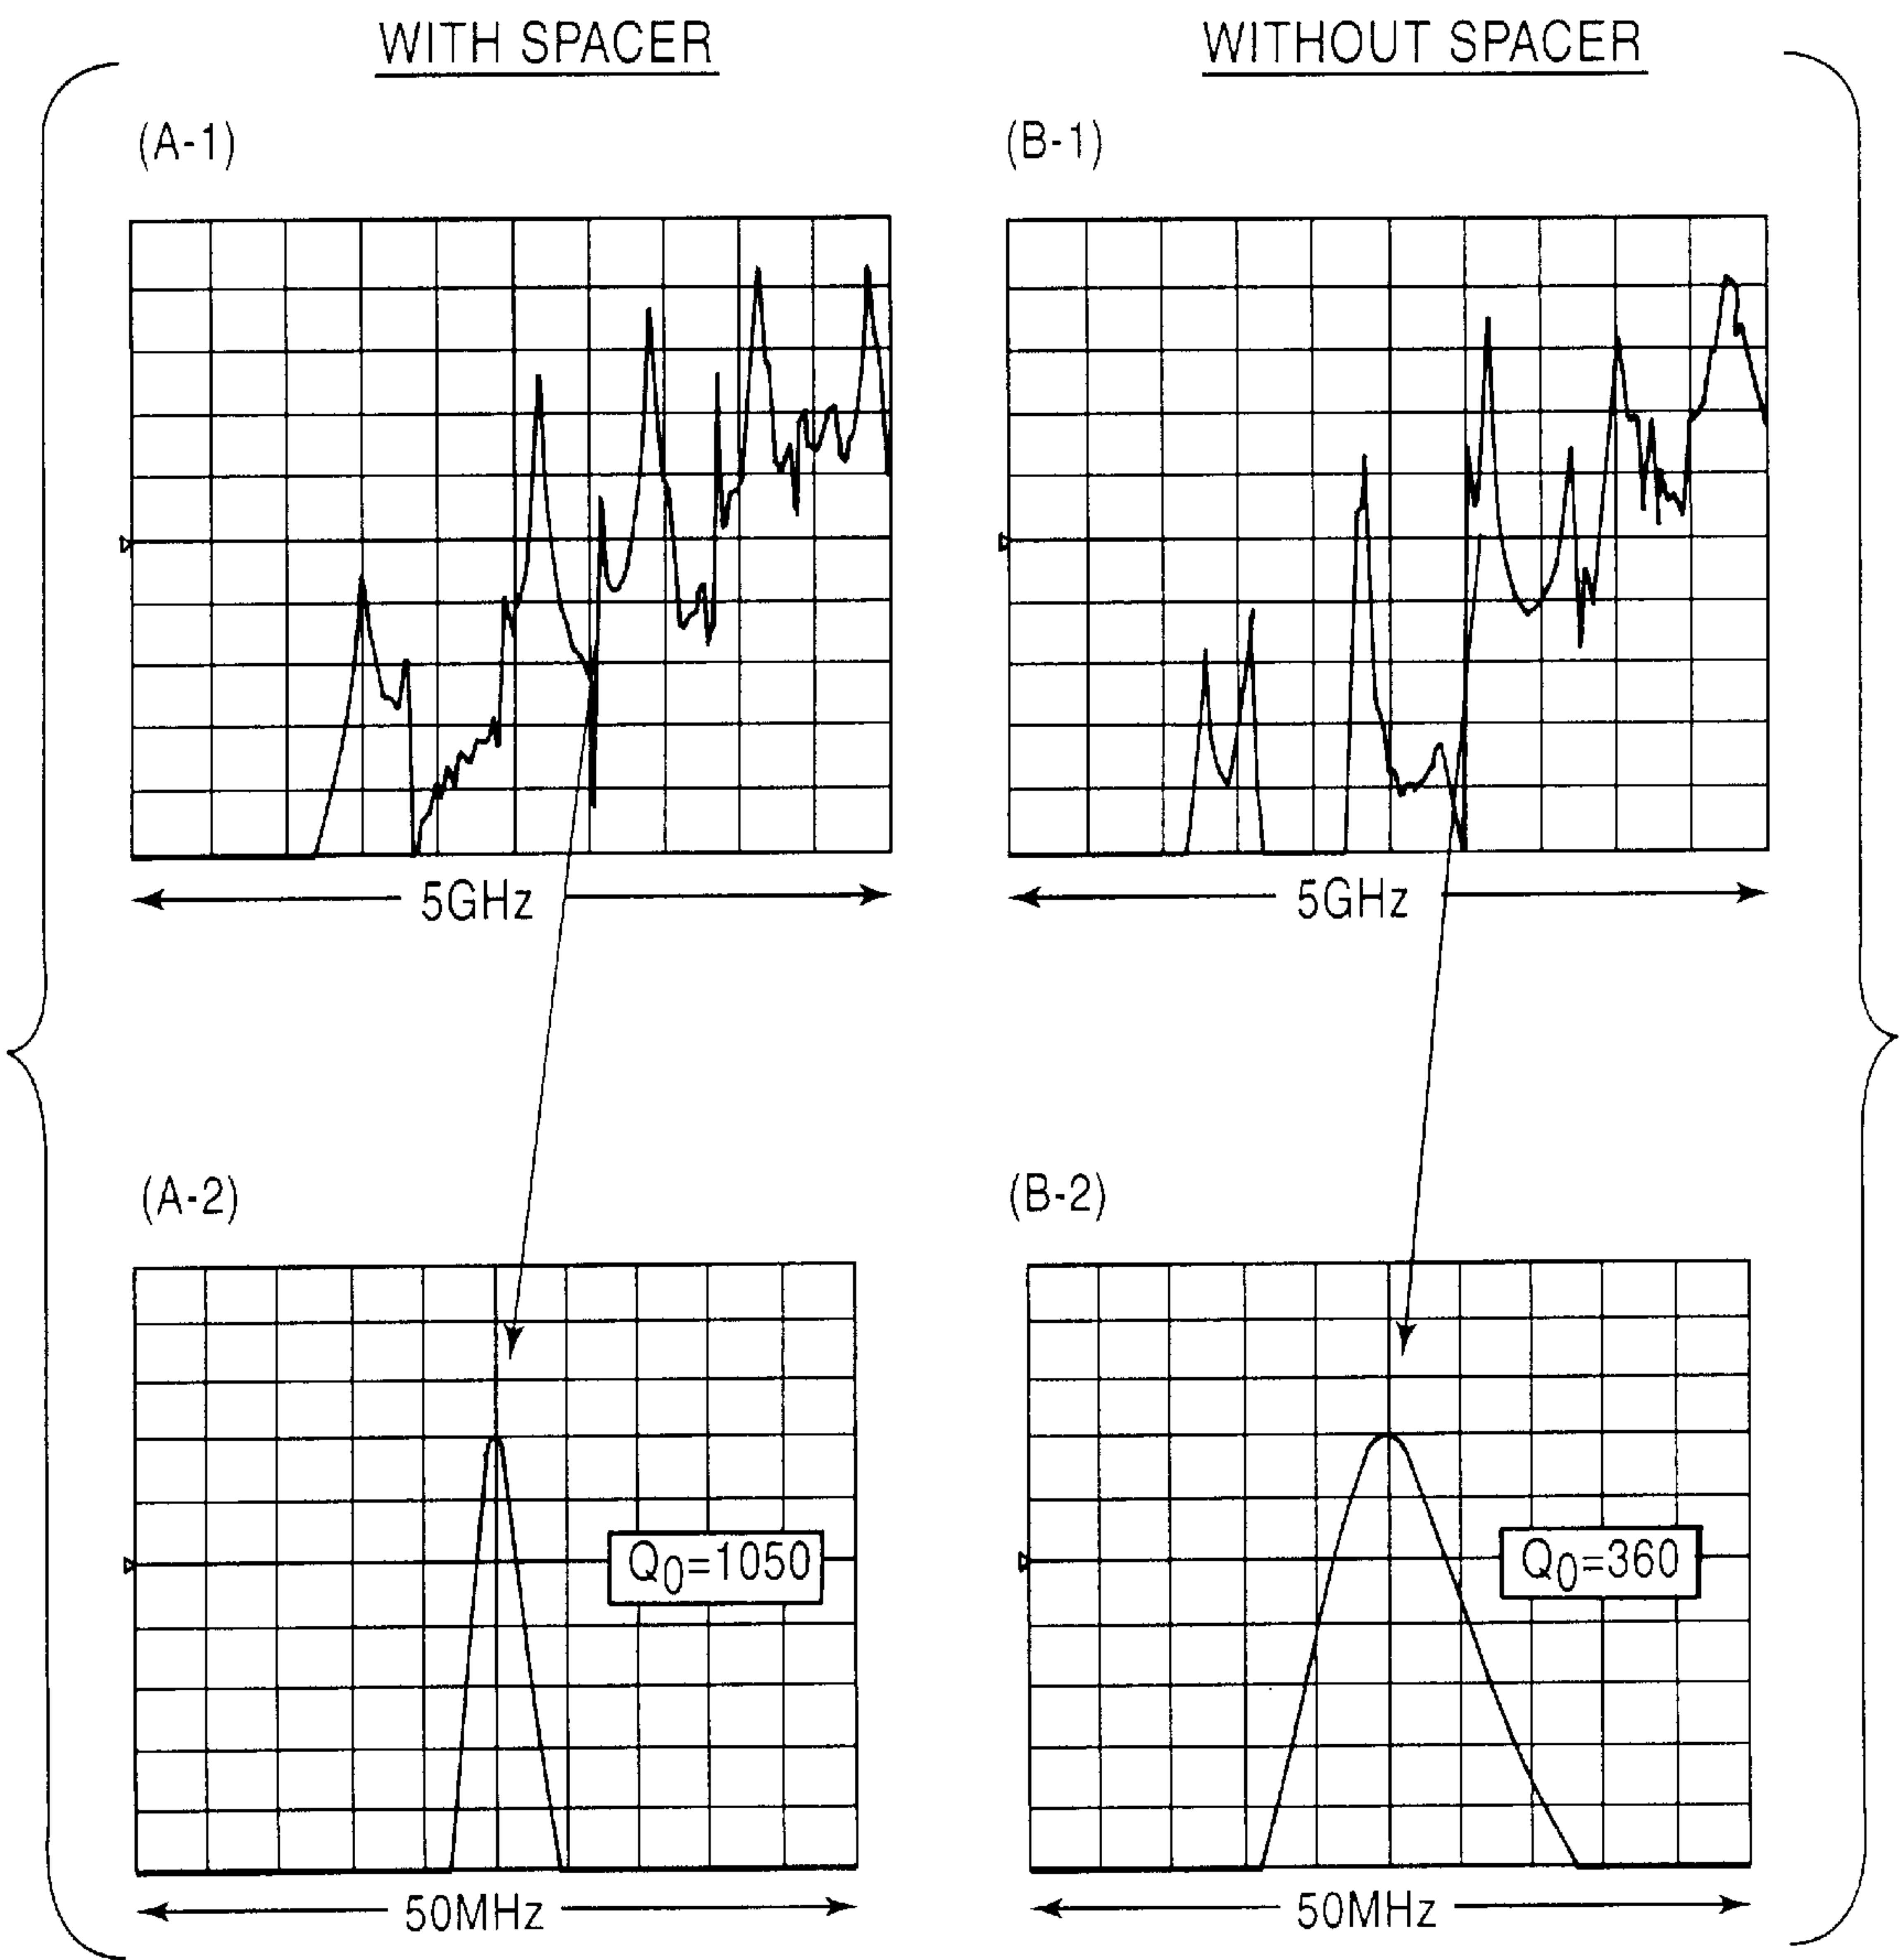 WITH SPACER
WITHOUT SPACER
(A-1)
(B-1)
5GHz
5GHz
(A-2)
(B-2)
Q0=1050
Q0=360
50MHz
50MHz